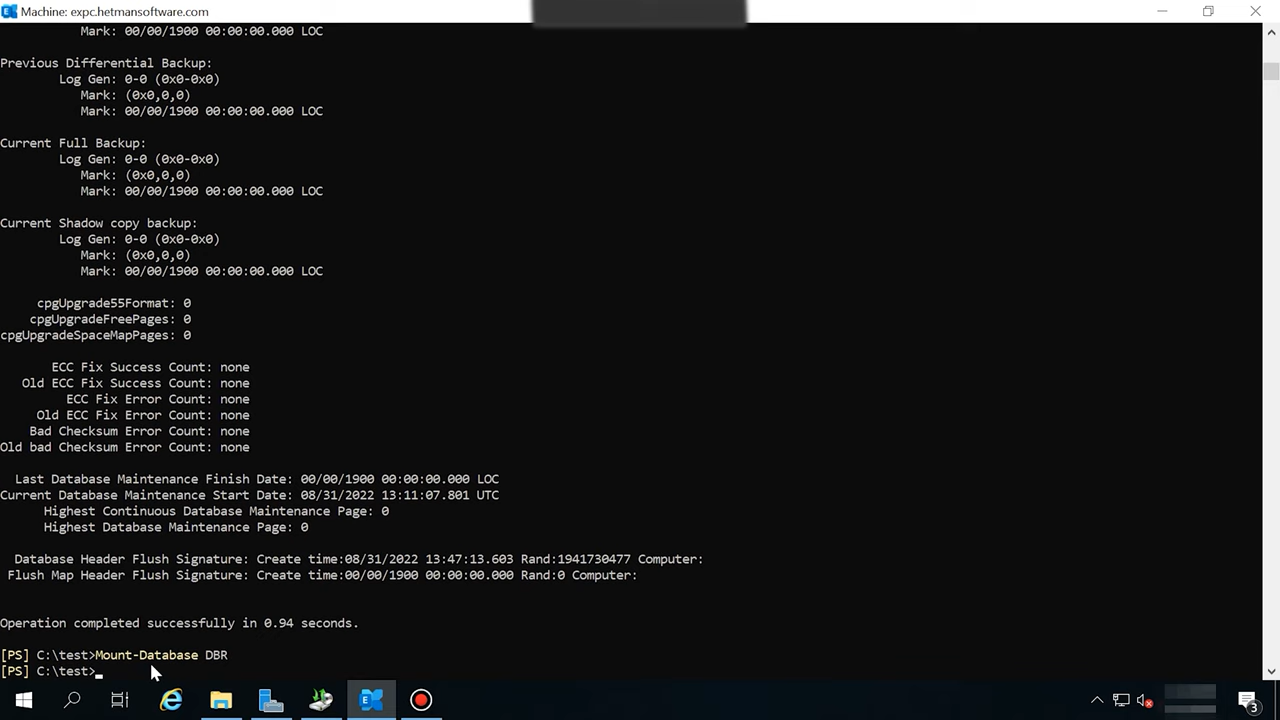 Machine: expc.hetmansoftware.com
Mark: 00/00/1900 00:00:00.000 LOC
Previous Differential Backup:
Log Gen: 0-0 (0x0-0x0)
Mark: (0x0,0,0)
Mark: 00/00/1900 00:00:00.000 LOC
Current Full Backup:
Log Gen: 0-0 (0x0-0x0)
Mark: (0x0,0,0)
Mark: 00/00/1900 00:00:00.000 LOC
Current Shadow copy backup:
Log Gen: 0-0 (0x0-0x0)
Mark: (0x0,0,0)
Mark: 00/00/1900 00:00:00.000 LOC
cpgUpgrade55Format: 0
cpgUpgradeFreePages: 0
cpgUpgradeSpaceMapPages: 0
ECC Fix Success Count: none
Old ECC Fix Success Count: none
ECC Fix Error Count: none
Old ECC Fix Error Count: none
Bad Checksum Error Count: none
Old bad Checksum Error Count: none
Last Database Maintenance Finish Date: 00/00/1900 00:00:00.000 LOC
Current Database Maintenance Start Date: 08/31/2022 13:11:07.801 UTC
Highest Continuous Database Maintenance Page: 0
Highest Database Maintenance Page: 0
Database Header Flush Signature: Create time:08/31/2022 13:47:13.603 Rand:1941730477 Computer:
Flush Map Header Flush Signature: Create time:00/00/1900 00:00:00.000 Rand:0 Computer:
Operation completed successfully in 0.94 seconds.
[PS] C:\test>Mount-Database DBR
[PS] C:\test>
3